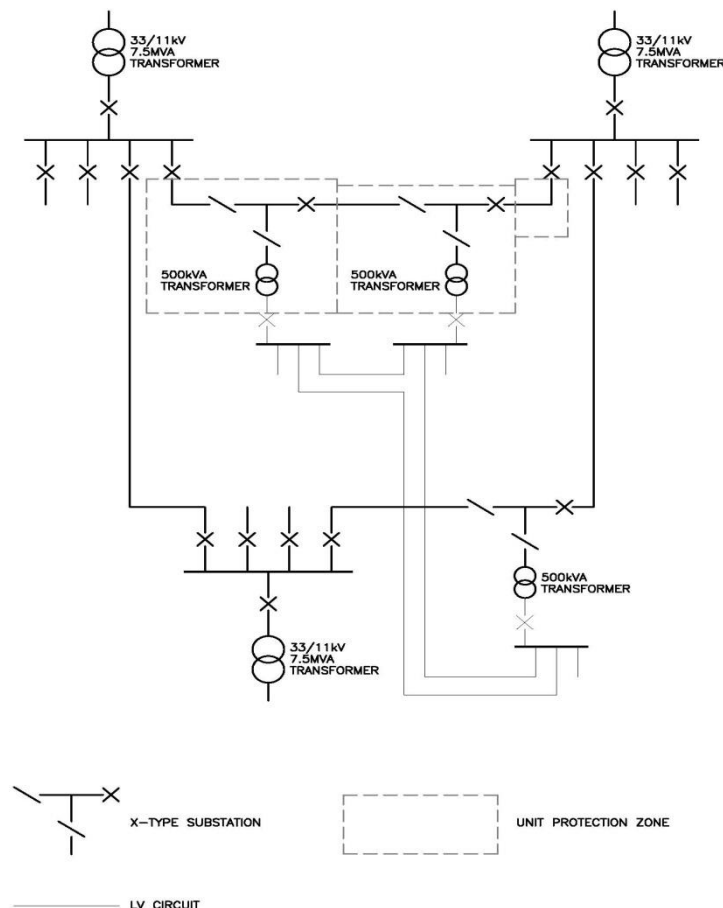 33/11kV
7.5MVA
TRANSFORMER
33/11kV
7.5MVA
TRANSFORMER
500kVA
TRANSFORMER
500kVA
TRANSFORMER
500kVA
TRANSFORMER
33/11kV
7.5MVA
TRANSFORMER
X-TYPE SUBSTATION
UNIT PROTECTION ZONE
LV CIRCUIT